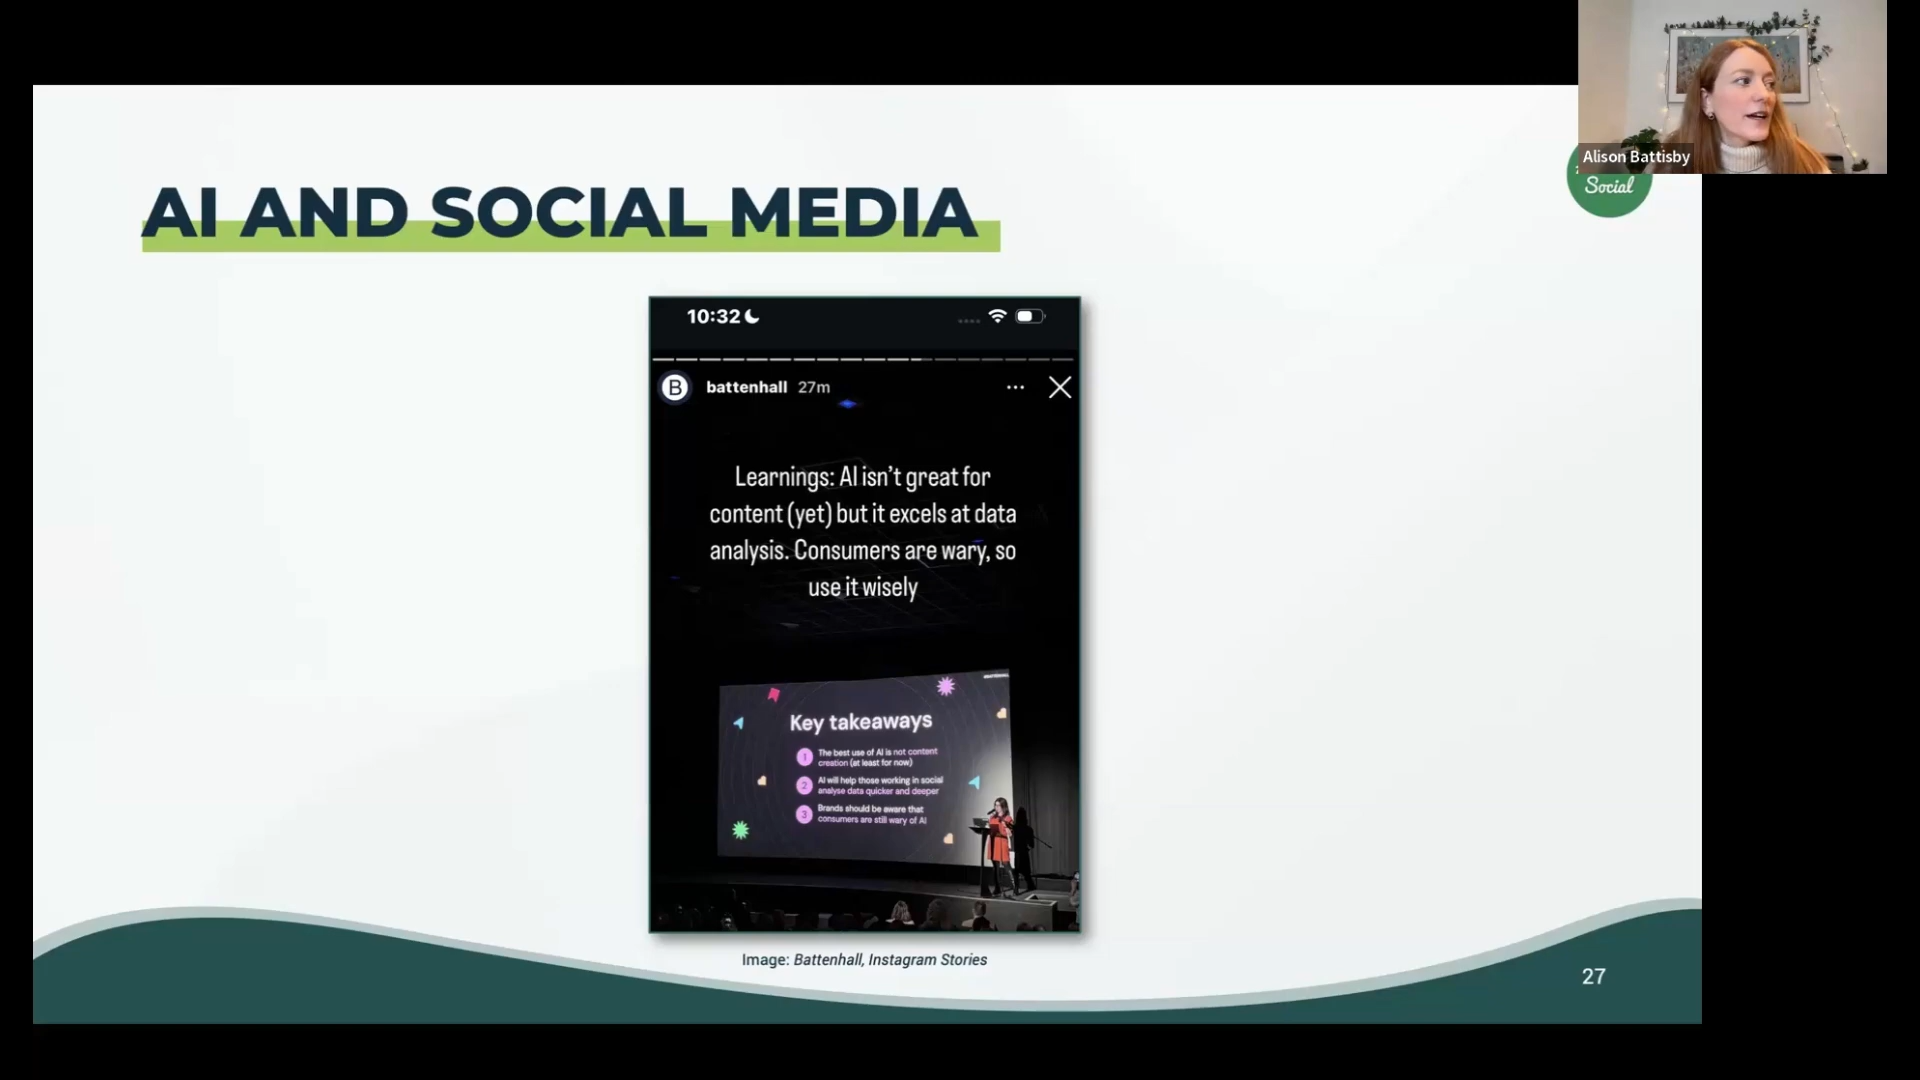 Alison Battisby
Social
AI AND SOCIAL MEDIA
10:32
battenhall 27m
B
Learnings: AI isn't great for
content (yet) but it excels at data
analysis. Consumers are wary, so
use it wisely
Key takeaways
1 The best use of AI is not content
creation (at least for now)
2 AI will help those working in social
analyse data quicker and deeper
3 Brands should be aware that
consumers are still wary of AI
Image: Battenhall, Instagram Stories
27